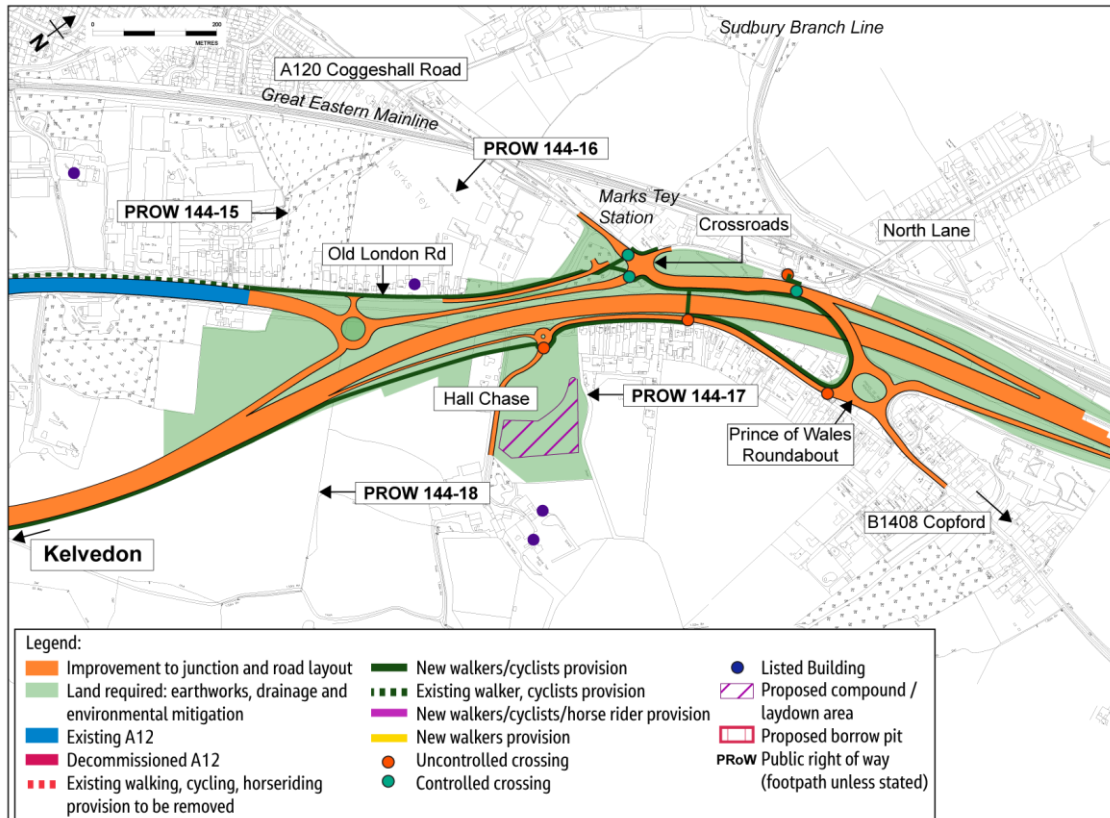 N
0
200
METRES
Sudbury Branch Line
A120 Coggeshall Road
Great Eastern Mainline
PROW 144-16
Marks Tey
PROW 144-15
Marks Tey
Station
Crossroads
North Lane
Old London Rd
Hall Chase
PROW 144-17
Prince of Wales
Roundabout
PROW 144-18
B1408 Copford
Kelvedon
Legend:
Improvement to junction and road layout
Land required: earthworks, drainage and
environmental mitigation
Existing A12
Decommissioned A12
Existing walking, cycling, horseriding
provision to be removed
New walkers/cyclists provision
Existing walker, cyclists provision
New walkers/cyclists/horse rider provision
New walkers provision
Uncontrolled crossing
Controlled crossing
Listed Building
Proposed compound /
laydown area
Proposed borrow pit
PRoW Public right of way
(footpath unless stated)